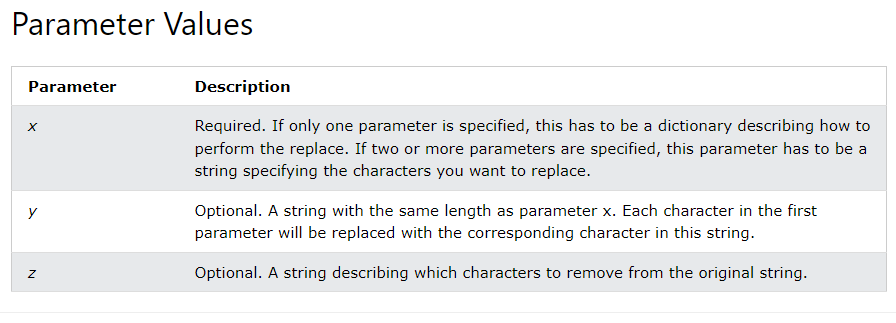 Parameter Values
Parameter Description
x Required. If only one parameter is specified, this has to be a dictionary describing how to
perform the replace. If two or more parameters are specified, this parameter has to be a
string specifying the characters you want to replace.
y Optional. A string with the same length as parameter x. Each character in the first
parameter will be replaced with the corresponding character in this string.
z Optional. A string describing which characters to remove from the original string.